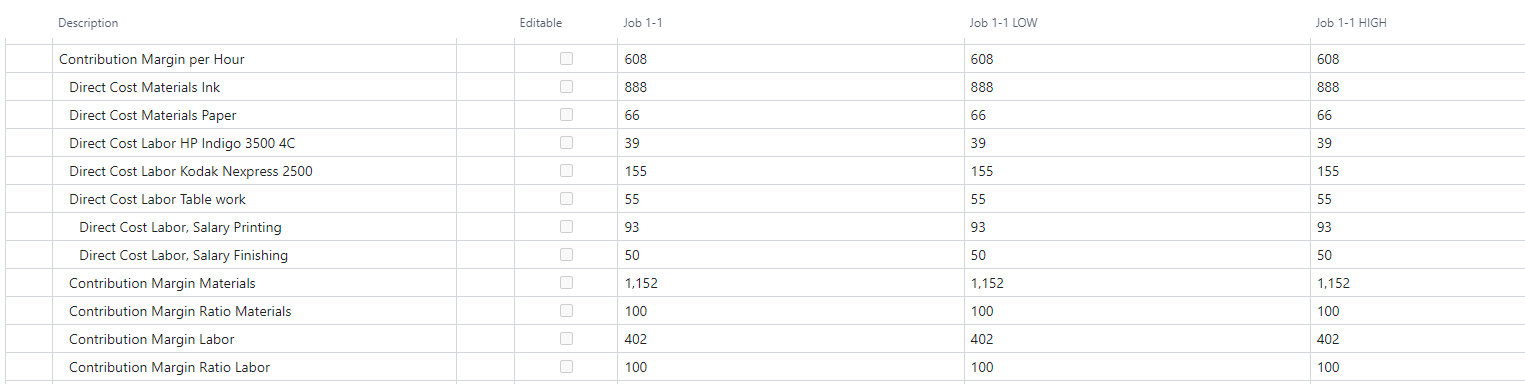 Description Editable Job 1-1 Job 1-1 LOW Job 1-1 HIGH
Contribution Margin per Hour 608 608 608
Direct Cost Materials Ink 888 888 888
Direct Cost Materials Paper 66 66 66
Direct Cost Labor HP Indigo 3500 4C 39 39 39
Direct Cost Labor Kodak Nexpress 2500 155 155 155
Direct Cost Labor Table work 55 55 55
Direct Cost Labor, Salary Printing 93 93 93
Direct Cost Labor, Salary Finishing 50 50 50
Contribution Margin Materials 1,152 1,152 1,152
Contribution Margin Ratio Materials 100 100 100
Contribution Margin Labor 402 402 402
Contribution Margin Ratio Labor 100 100 100